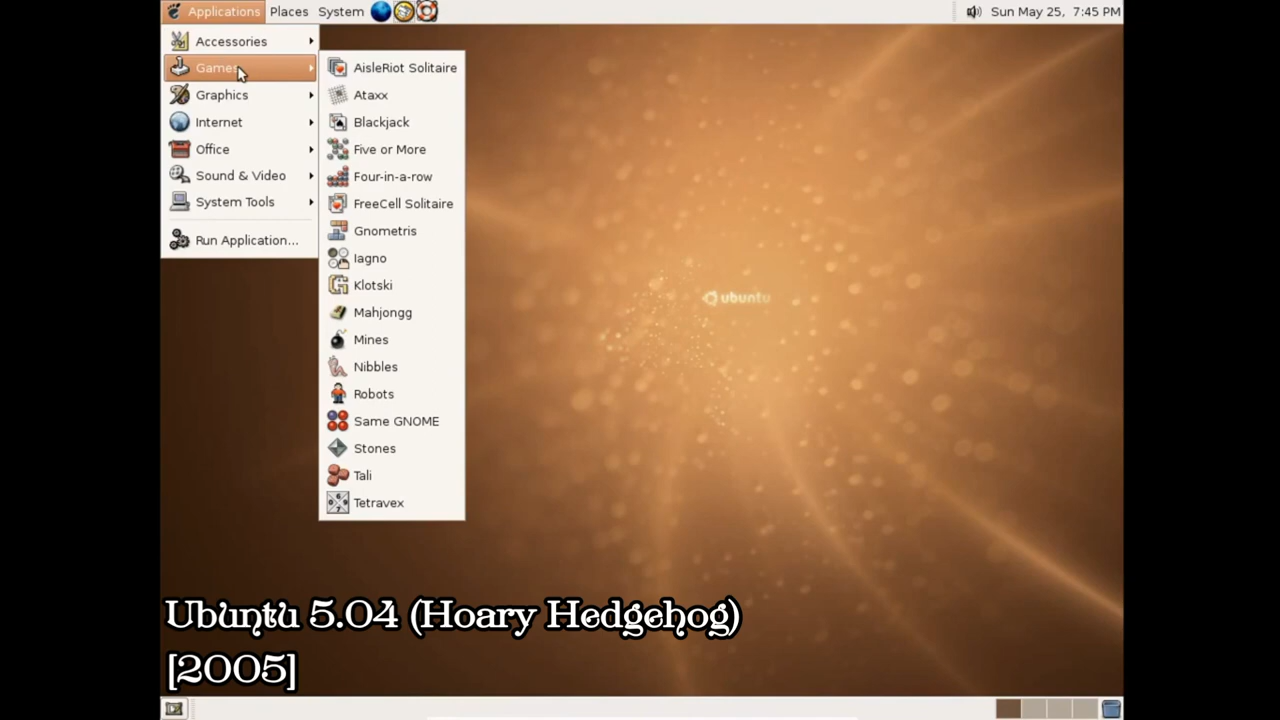 Applications Places System Sun May 25, 7:45 PM
Accessories
Games
Graphics
Internet
Office
Sound & Video
System Tools
Run Application...
AisleRiot Solitaire
Ataxx
Blackjack
Five or More
Four-in-a-row
FreeCell Solitaire
Gnometris
Iagno
Klotski
Mahjongg
Mines
Nibbles
Robots
Same GNOME
Stones
Tali
Tetravex
ubuntu
Ubuntu 5.04 (Hoary Hedgehog)
[2005]